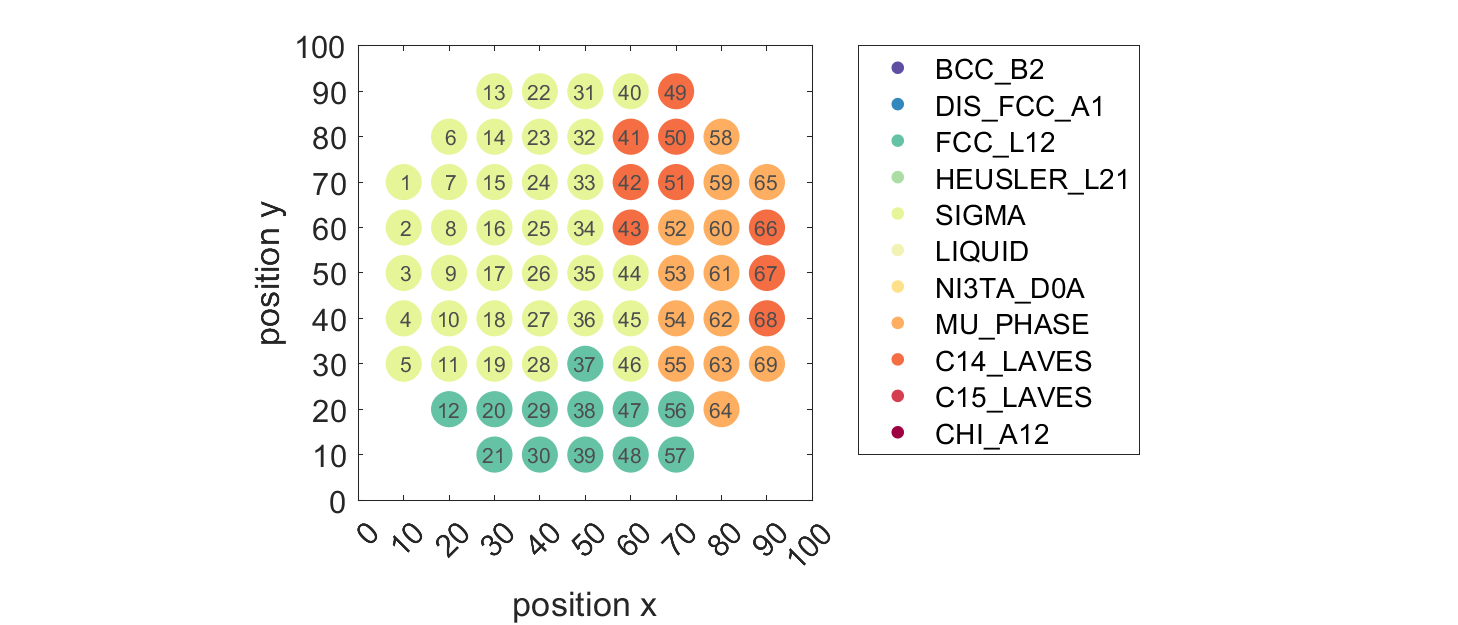 100
90
80
70
60
50
40
30
20
10
0
position y
13 22 31 40 49
6 14 23 32 41 50 58
1 7 15 24 33 42 51 59 65
2 8 16 25 34 43 52 60 66
3 9 17 26 35 44 53 61 67
4 10 18 27 36 45 54 62 68
5 11 19 28 37 46 55 63 69
12 20 29 38 47 56 64
21 30 39 48 57
0 10 20 30 40 50 60 70 80 90 100
position x
BCC_B2
DIS_FCC_A1
FCC_L12
HEUSLER_L21
SIGMA
LIQUID
NI3TA_D0A
MU_PHASE
C14_LAVES
C15_LAVES
CHI_A12